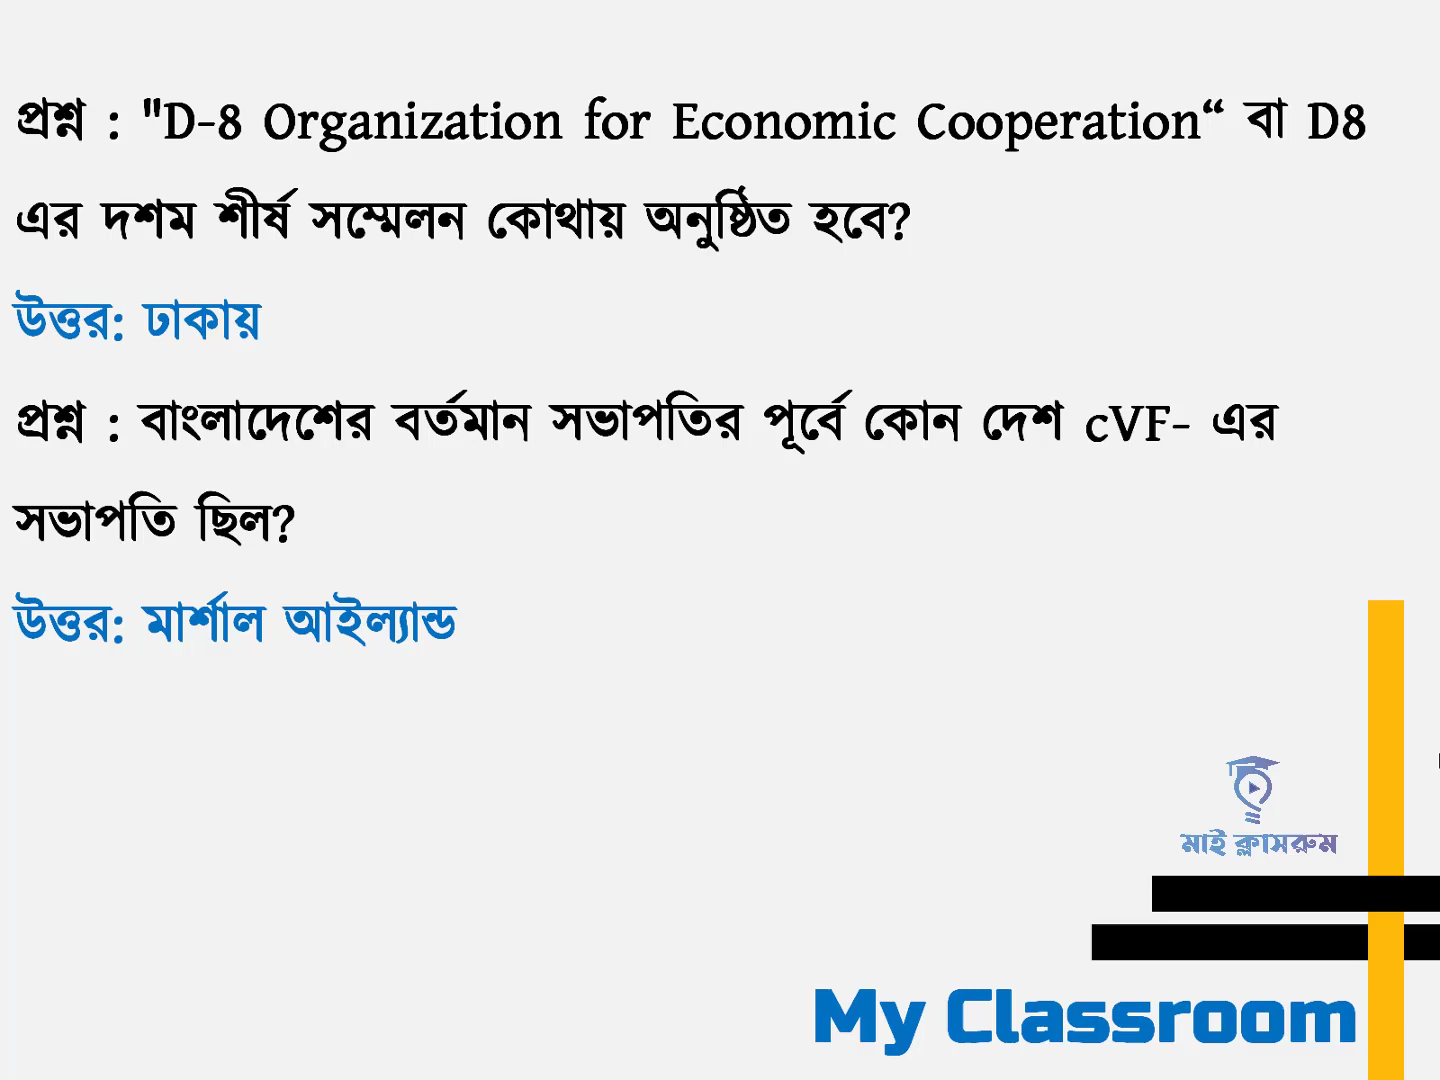 প্রশ্ন : "D-8 Organization for Economic Cooperation“ বা D8
এর দশম শীর্ষ সম্মেলন কোথায় অনুষ্ঠিত হবে?
উত্তর: ঢাকায়
প্রশ্ন : বাংলাদেশের বর্তমান সভাপতির পূর্বে কোন দেশ cVF- এর
সভাপতি ছিল?
উত্তর: মার্শাল আইল্যান্ড
মাই ক্লাসরুম
My Classroom